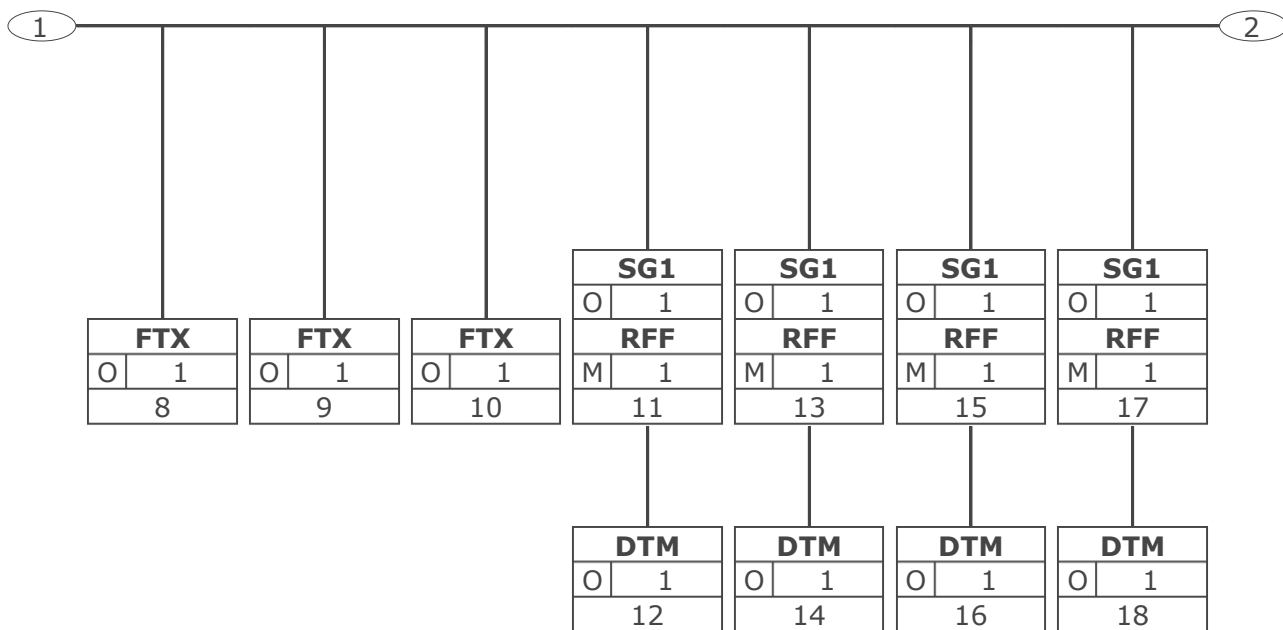 1 2
SG1 SG1 SG1 SG1
O 1 O 1 O 1 O 1
FTX FTX FTX RFF RFF RFF RFF
O 1 O 1 O 1 M 1 M 1 M 1 M 1
8 9 10 11 13 15 17
DTM DTM DTM DTM
O 1 O 1 O 1 O 1
12 14 16 18